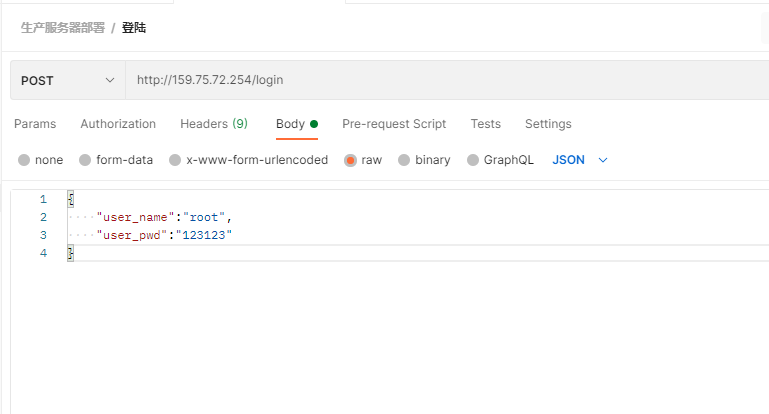 生产服务器部署 / 登陆
POST http://159.75.72.254/login
Params Authorization Headers (9) Body Pre-request Script Tests Settings
none form-data x-www-form-urlencoded raw binary GraphQL JSON
1 {
2 "user_name":"root",
3 "user_pwd":"123123"
4 }